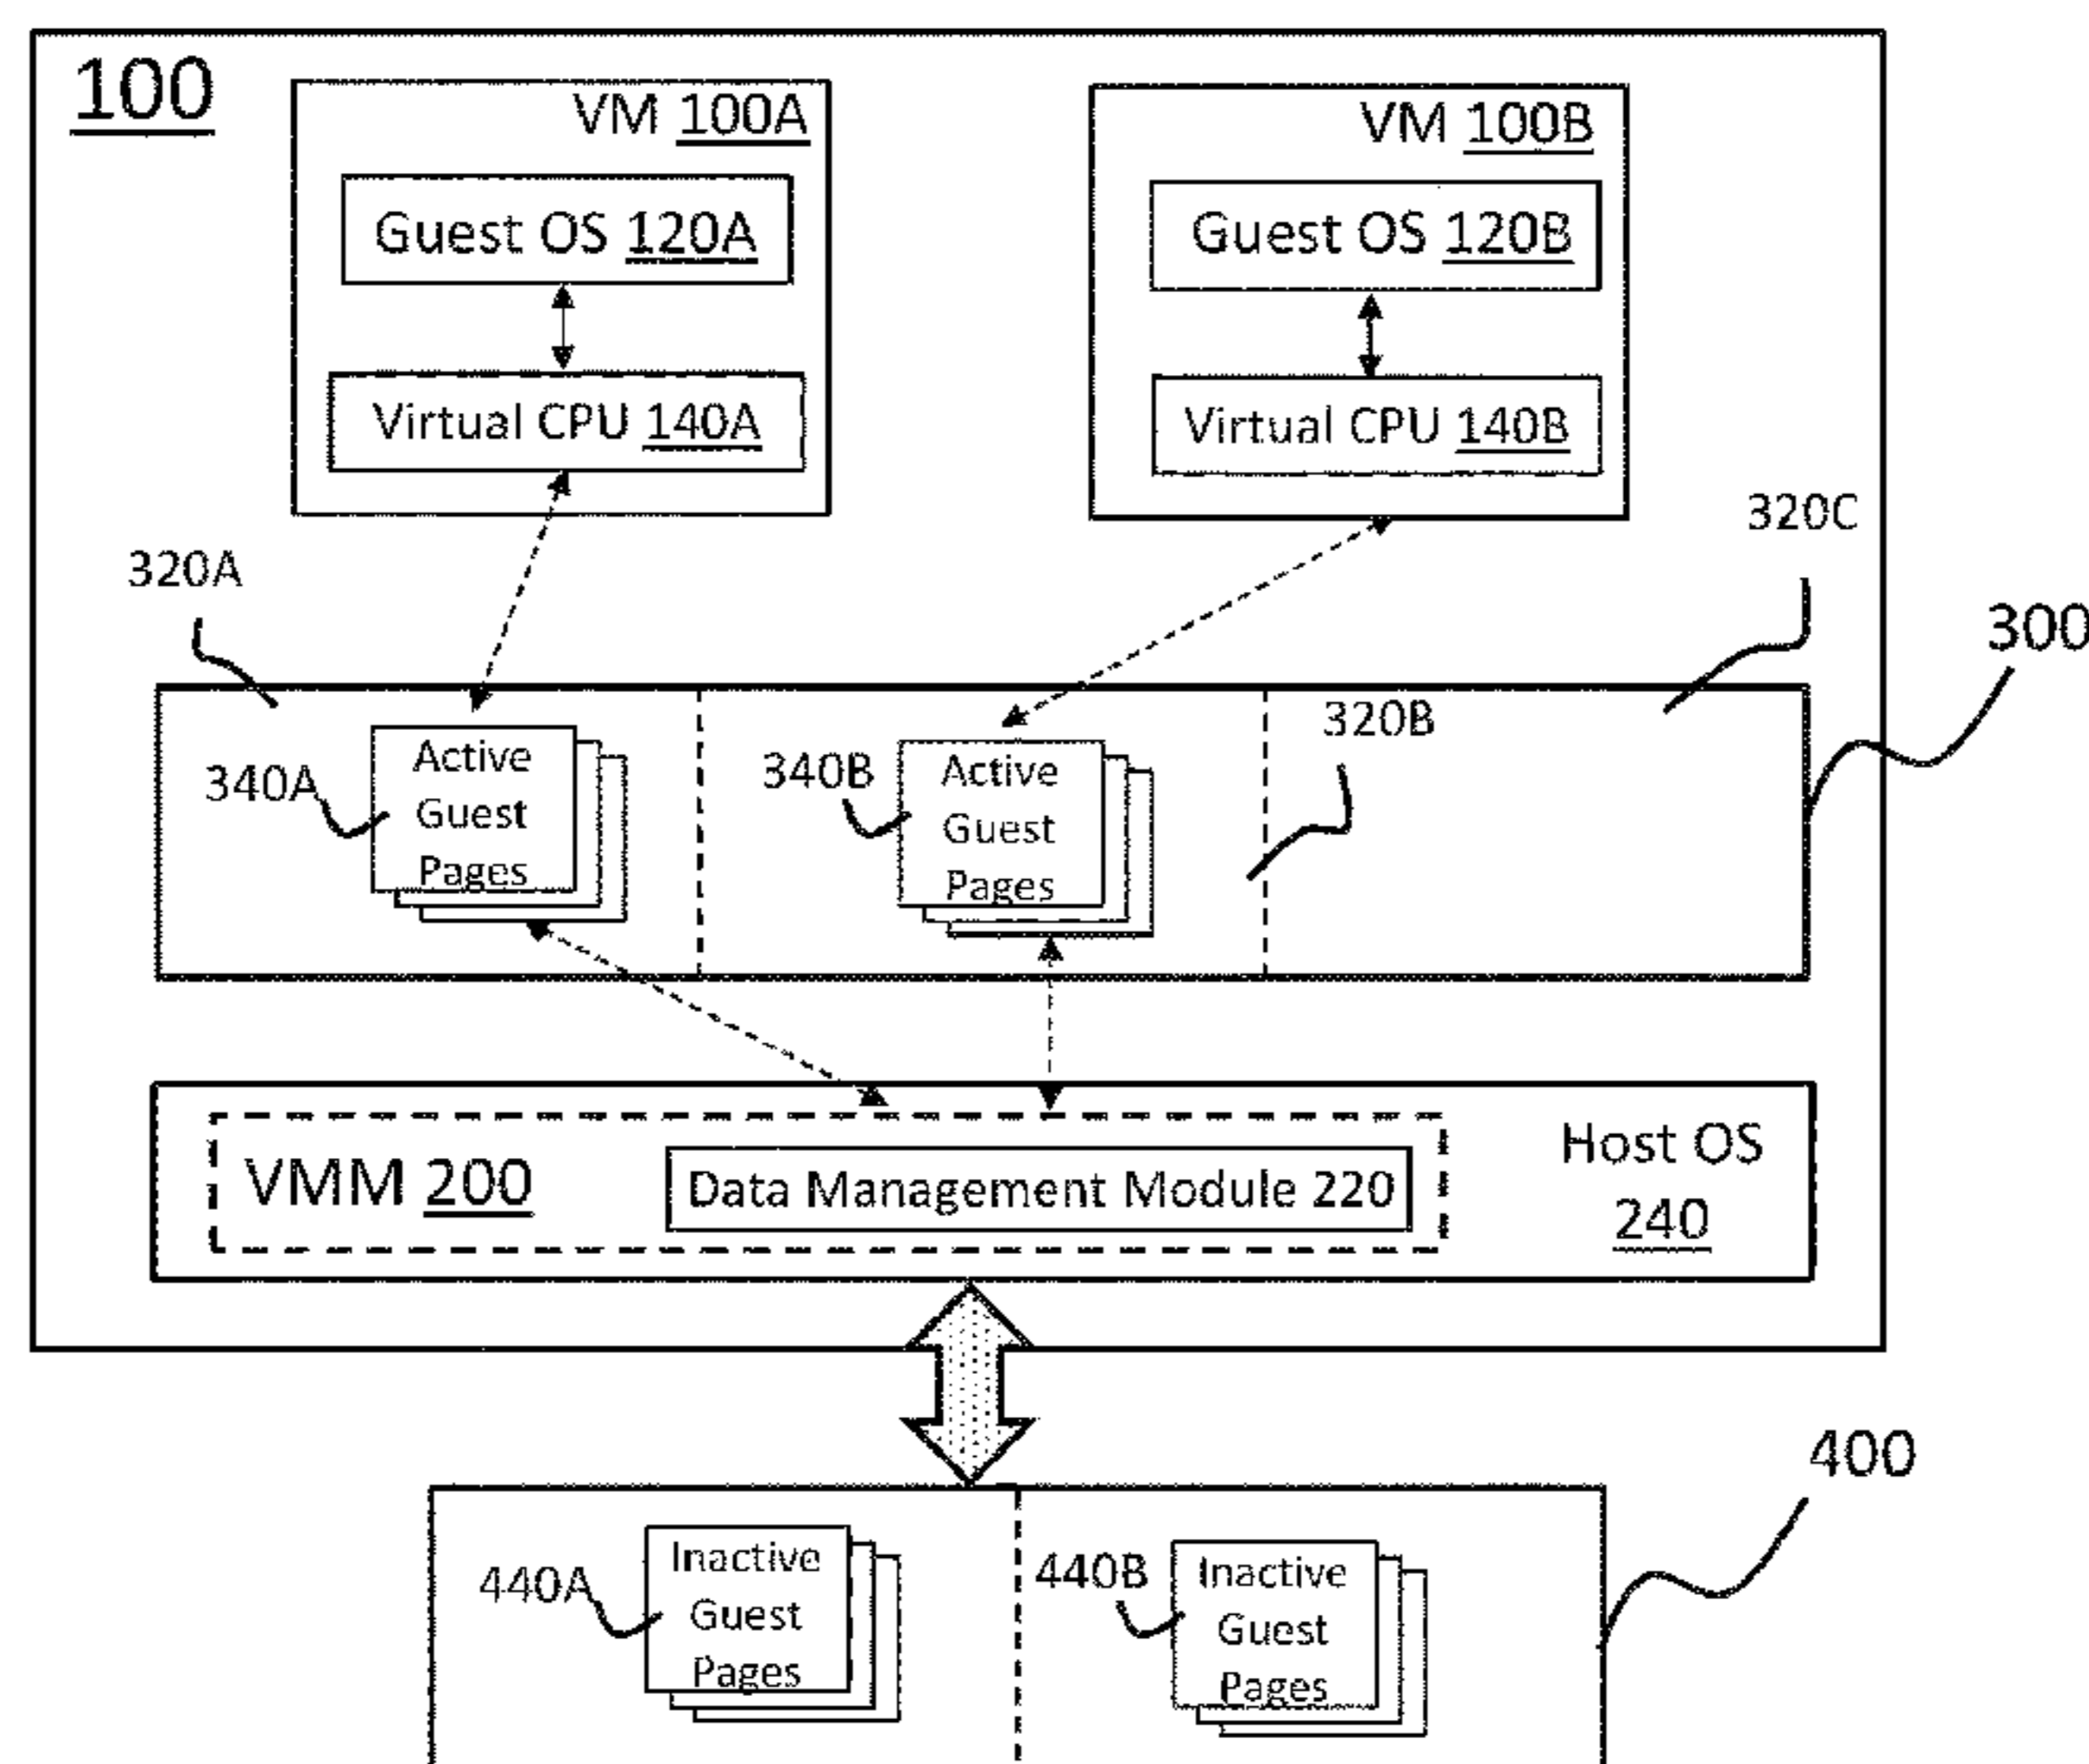 100
VM 100A
VM 100B
Guest OS 120A
Guest OS 120B
Virtual CPU 140A
Virtual CPU 140B
320C
320A
300
320B
340A
Active
Guest
Pages
340B
Active
Guest
Pages
VMM 200
Data Management Module 220
Host OS
240
400
440A
Inactive
Guest
Pages
440B
Inactive
Guest
Pages